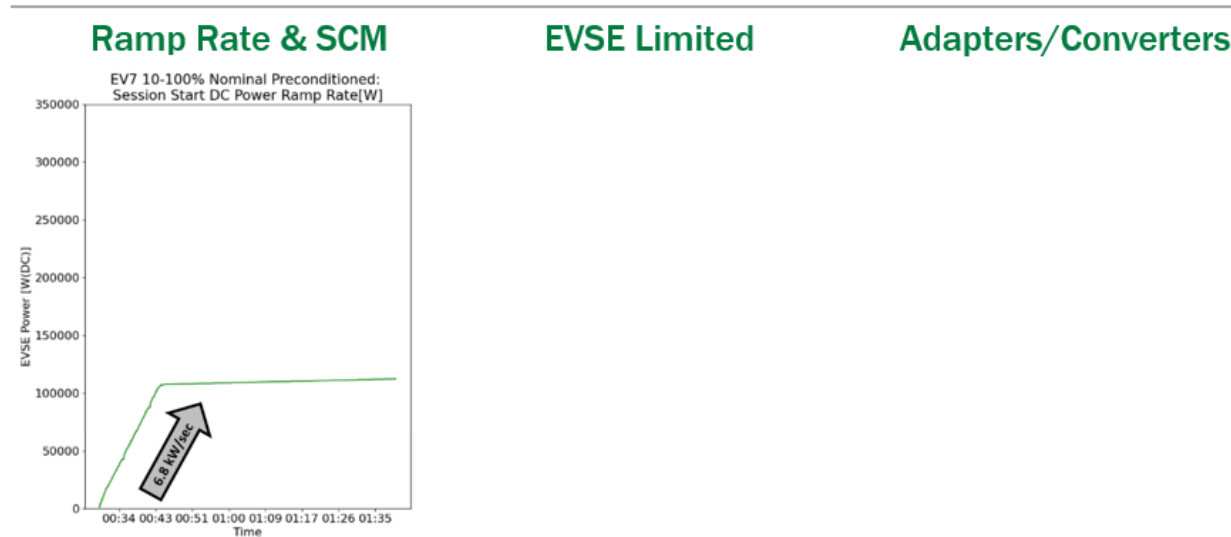 Ramp Rate & SCM
EVSE Limited
Adapters/Converters
EV7 10-100% Nominal Preconditioned:
Session Start DC Power Ramp Rate[W]
350000
300000
250000
200000
150000
100000
50000
0
EVSE Power [W(DC)]
6.8 kW/sec
00:34 00:43 00:51 01:00 01:09 01:17 01:26 01:35
Time